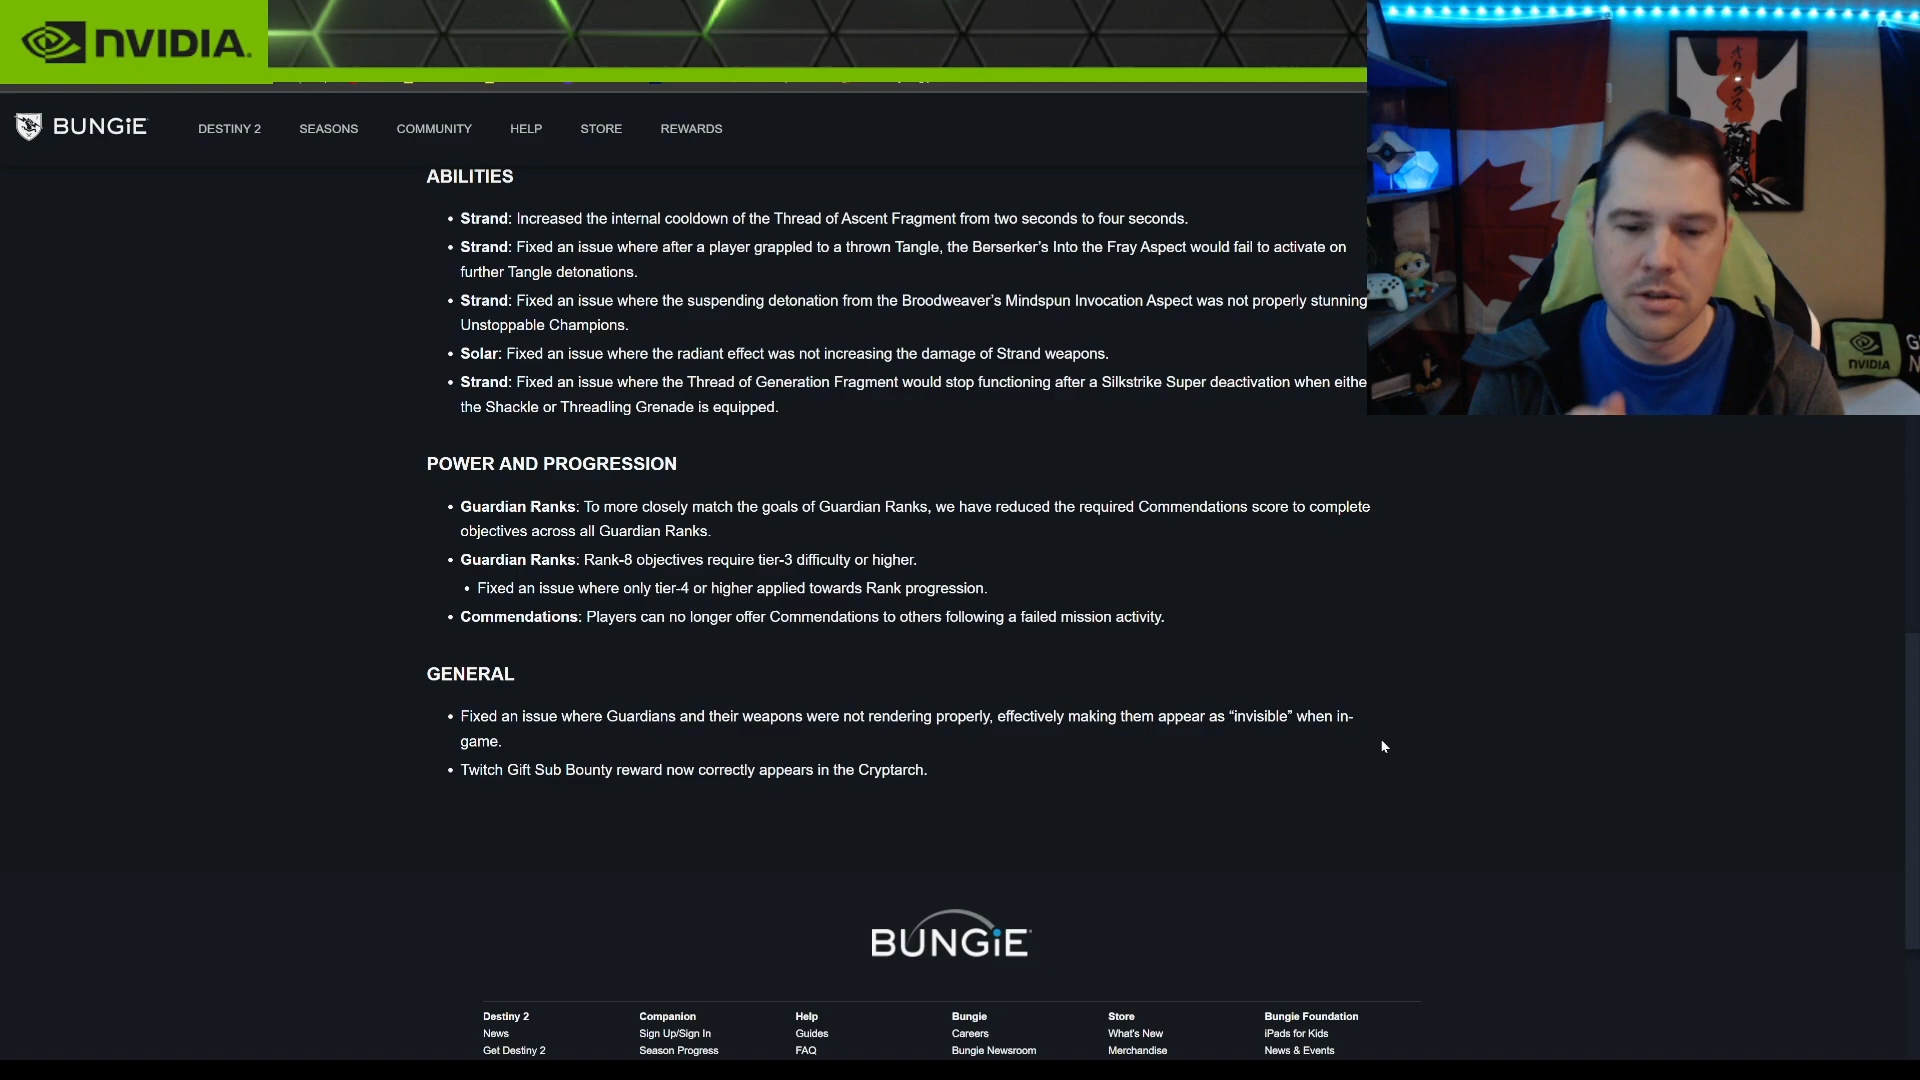 NVIDIA.
BUNGiE
DESTINY 2
SEASONS
COMMUNITY
HELP
STORE
REWARDS
ABILITIES
• Strand: Increased the internal cooldown of the Thread of Ascent Fragment from two seconds to four seconds.
• Strand: Fixed an issue where after a player grappled to a thrown Tangle, the Berserker's Into the Fray Aspect would fail to activate on
further Tangle detonations.
• Strand: Fixed an issue where the suspending detonation from the Broodweaver's Mindspun Invocation Aspect was not properly stunning
Unstoppable Champions.
• Solar: Fixed an issue where the radiant effect was not increasing the damage of Strand weapons.
• Strand: Fixed an issue where the Thread of Generation Fragment would stop functioning after a Silkstrike Super deactivation when eithe
the Shackle or Threadling Grenade is equipped.
POWER AND PROGRESSION
• Guardian Ranks: To more closely match the goals of Guardian Ranks, we have reduced the required Commendations score to complete
objectives across all Guardian Ranks.
• Guardian Ranks: Rank-8 objectives require tier-3 difficulty or higher.
• Fixed an issue where only tier-4 or higher applied towards Rank progression.
• Commendations: Players can no longer offer Commendations to others following a failed mission activity.
GENERAL
• Fixed an issue where Guardians and their weapons were not rendering properly, effectively making them appear as “invisible” when in-
game.
• Twitch Gift Sub Bounty reward now correctly appears in the Cryptarch.
NVIDIA
BUNGiE
Destiny 2
News
Get Destiny 2
Companion
Sign Up/Sign In
Season Progress
Help
Guides
FAQ
Bungie
Careers
Bungie Newsroom
Store
What's New
Merchandise
Bungie Foundation
iPads for Kids
News & Events